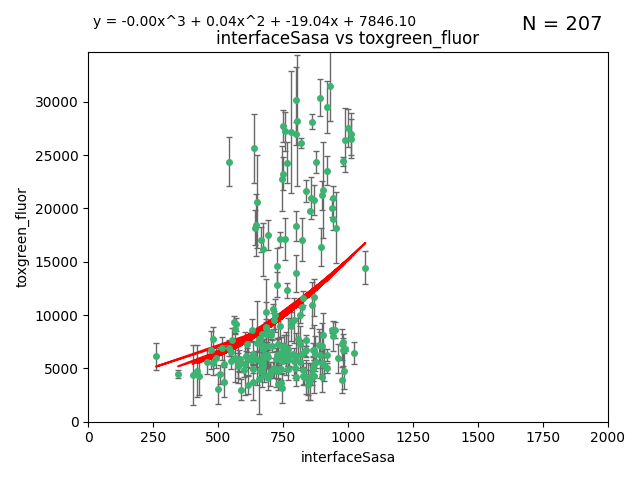 y = -0.00x^3 + 0.04x^2 + -19.04x + 7846.10
N = 207
interfaceSasa vs toxgreen_fluor
30000
25000
20000
15000
10000
5000
0
toxgreen_fluor
0 250 500 750 1000 1250 1500 1750 2000
interfaceSasa